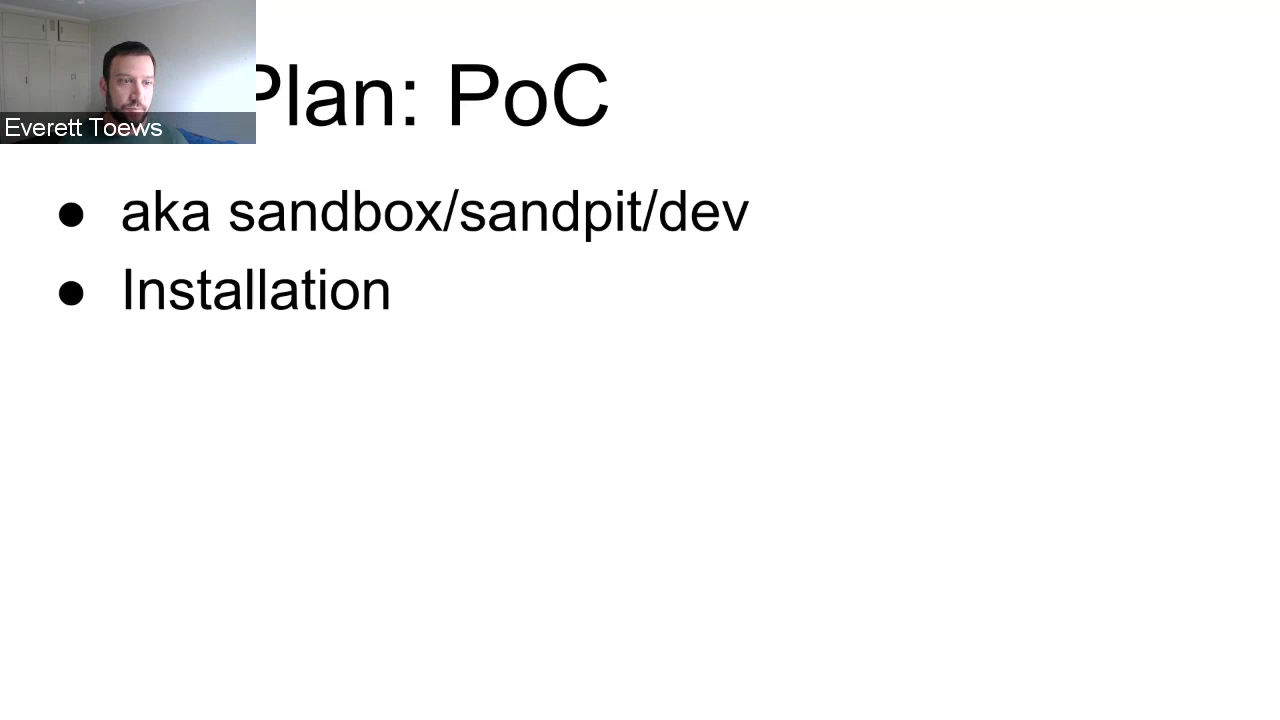 Plan: PoC
Everett Toews
● aka sandbox/sandpit/dev
● Installation